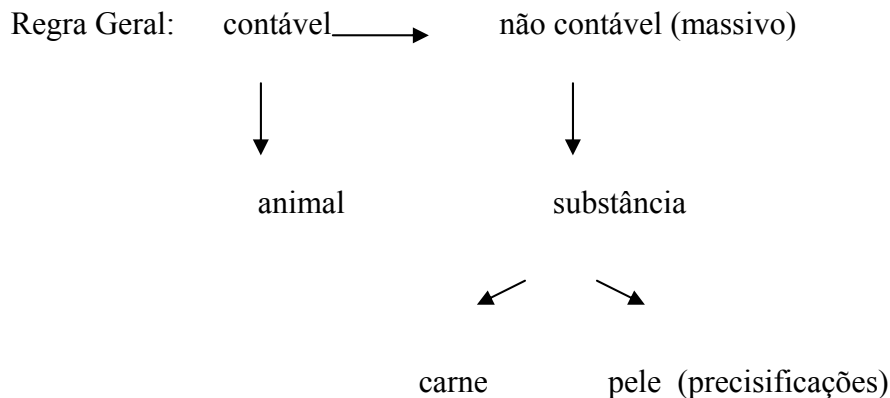 Regra Geral: contável não contável (massivo)
animal substância
carne pele (precisificações)